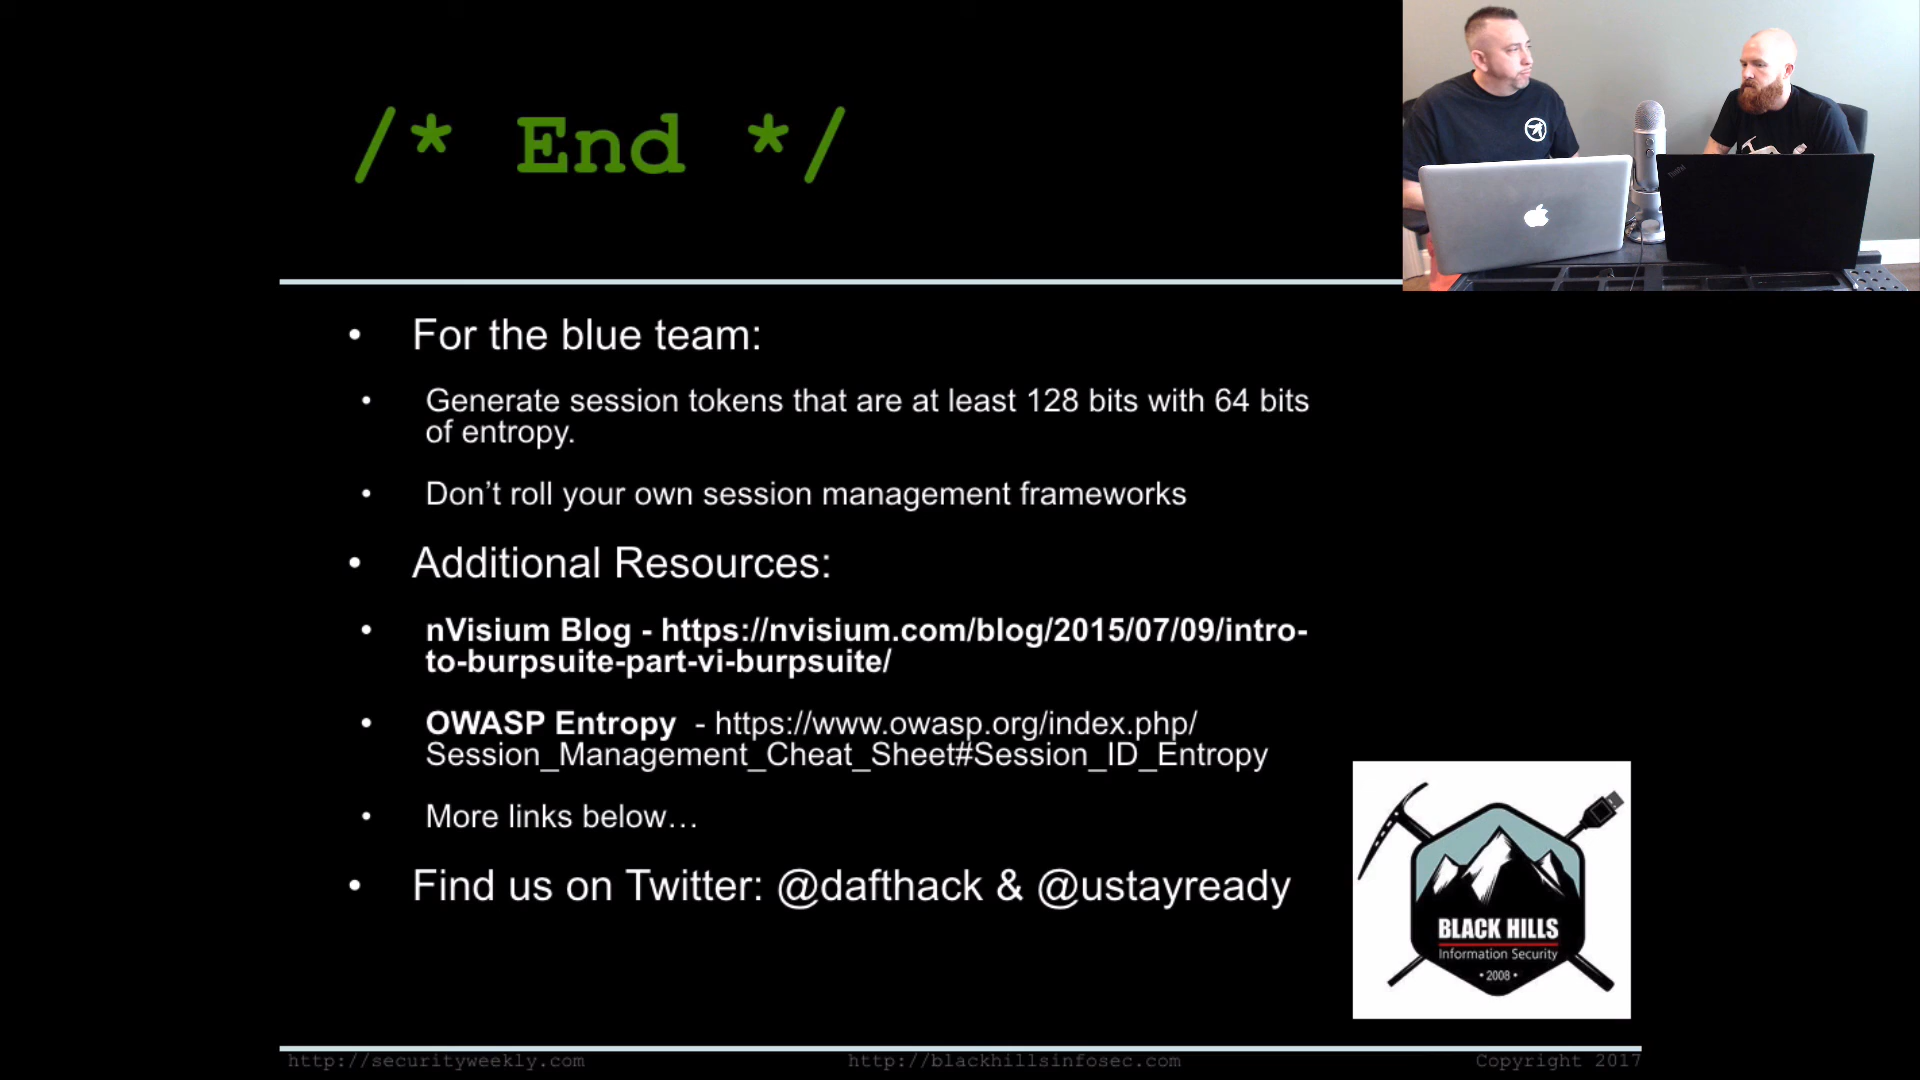 /* End */
• For the blue team:
• Generate session tokens that are at least 128 bits with 64 bits
of entropy.
• Don’t roll your own session management frameworks
• Additional Resources:
• nVisium Blog - https://nvisium.com/blog/2015/07/09/intro-
to-burpsuite-part-vi-burpsuite/
• OWASP Entropy - https://www.owasp.org/index.php/
Session_Management_Cheat_Sheet#Session_ID_Entropy
• More links below…
• Find us on Twitter: @dafthack & @ustayready
BLACK HILLS
Information Security
• 2008 •
http://securityweekly.com
http://blackhillsinfosec.com
Copyright 2017